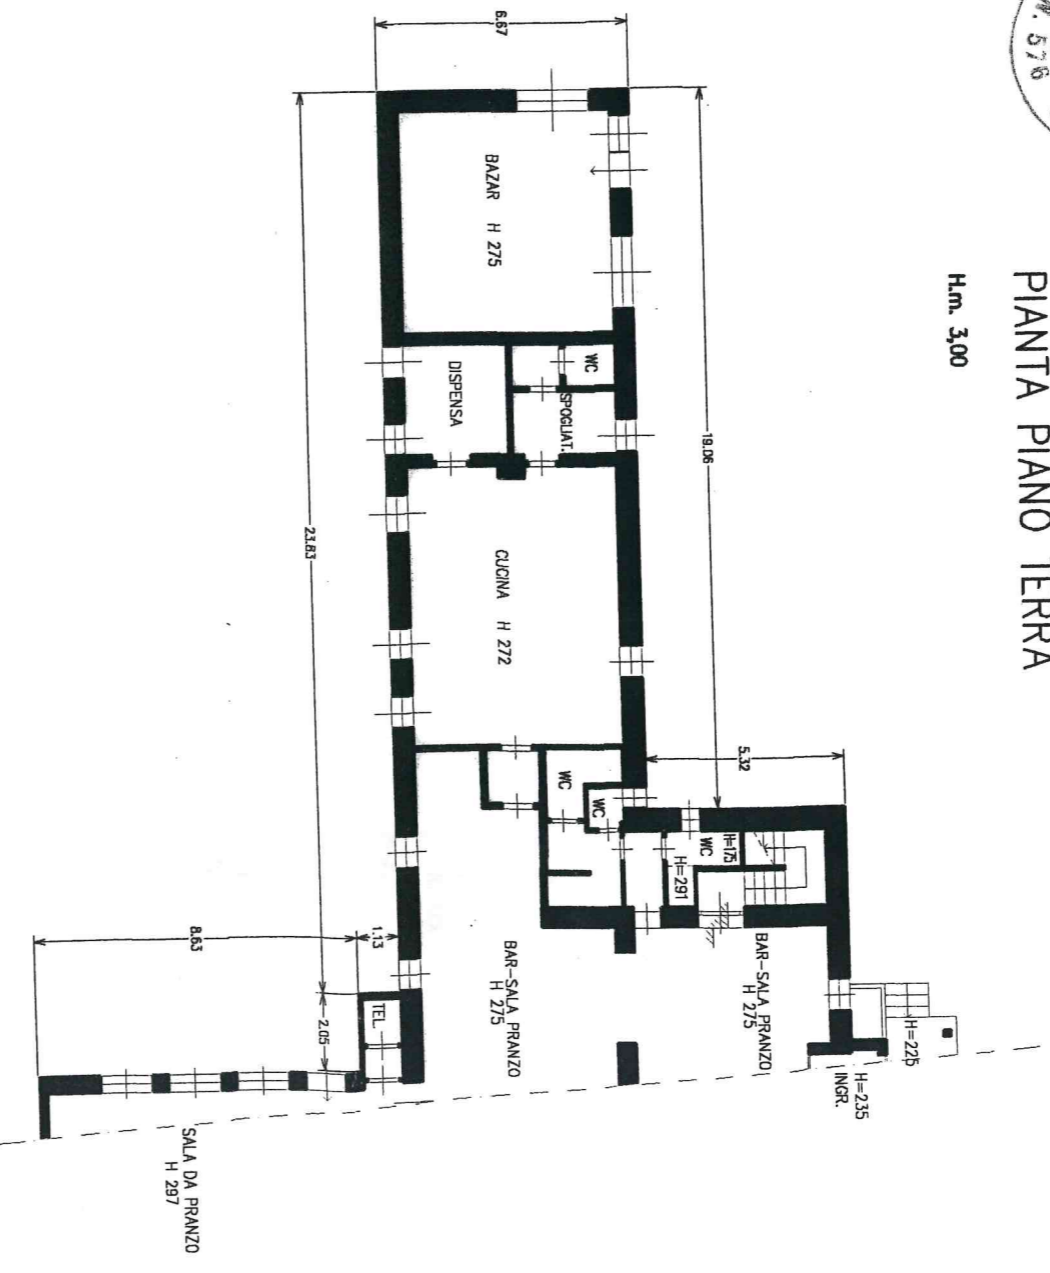 PIANTA PIANO TERRA
H.m. 3,00
576
6.67
19.06
23.83
5.32
8.63
1.13
2.05
BAZAR H 275
DISPENSA
WC
SPOGLIAT.
CUCINA H 272
WC
WC
WC
H=175
H=291
BAR-SALA PRANZO
H 275
BAR-SALA PRANZO
H 275
TEL.
H=225
H=235
INGR.
SALA DA PRANZO
H 297